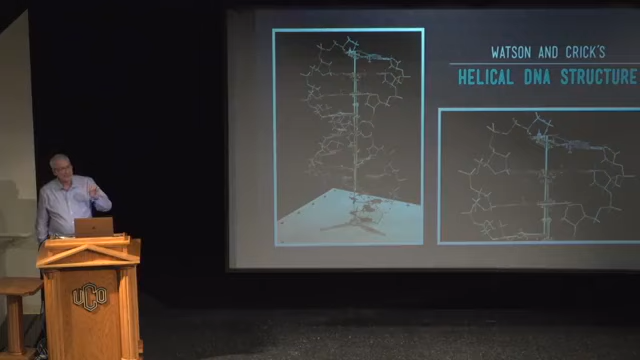 WATSON AND CRICK'S
HELICAL DNA STRUCTURE
UCO